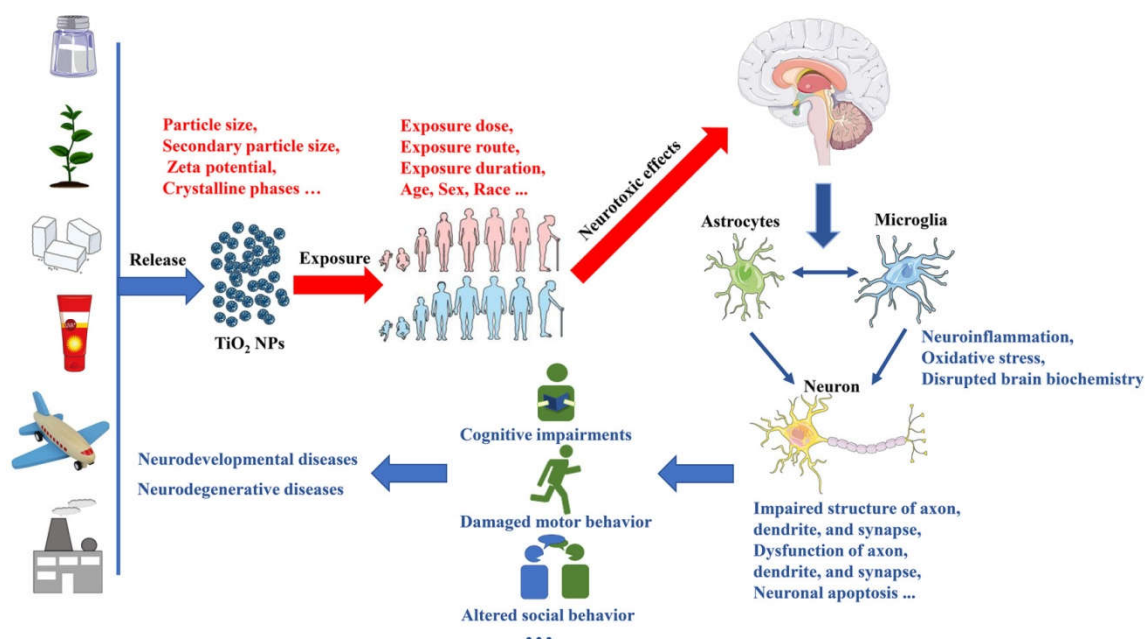 Particle size,
Secondary particle size,
Zeta potential,
Crystalline phases ...
Exposure dose,
Exposure route,
Exposure duration,
Age, Sex, Race ...
Release
TiO₂ NPs
Exposure
Neurotoxic effects
Astrocytes
Microglia
Neuroinflammation,
Oxidative stress,
Disrupted brain biochemistry
Neuron
Impaired structure of axon,
dendrite, and synapse,
Dysfunction of axon,
dendrite, and synapse,
Neuronal apoptosis ...
Cognitive impairments
Damaged motor behavior
Altered social behavior
...
Neurodevelopmental diseases
Neurodegenerative diseases